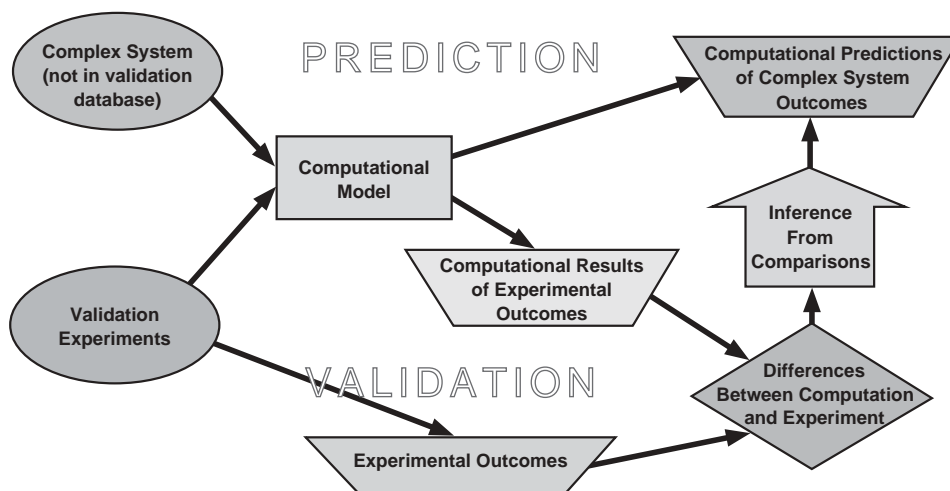 Complex System
(not in validation
database)
PREDICTION
Computational Predictions
of Complex System
Outcomes
Computational
Model
Inference
From
Comparisons
Computational Results
of Experimental
Outcomes
Validation
Experiments
VALIDATION
Differences
Between Computation
and Experiment
Experimental Outcomes